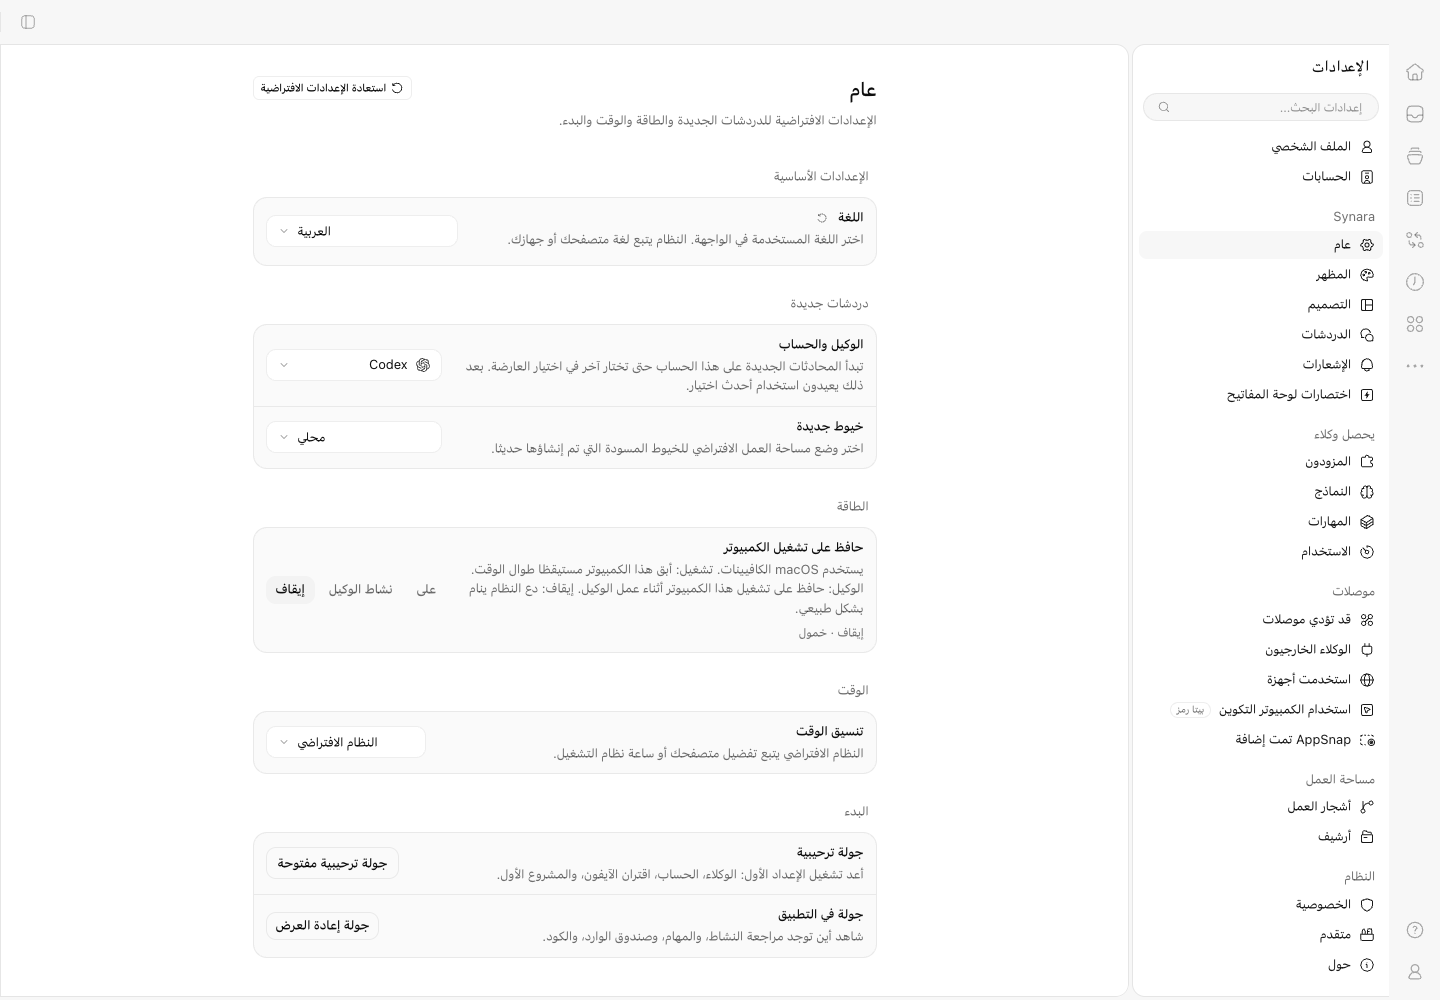 الإعدادات
إعدادات البحث...
الملف الشخصي
الحسابات
Synara
عام
المظهر
التصميم
الدردشات
الإشعارات
اختصارات لوحة المفاتيح
يحصل وكلاء
المزودون
النماذج
المهارات
الاستخدام
موصلات
قد تؤدي موصلات
الوكلاء الخارجيون
استخدمت أجهزة
استخدام الكمبيوتر التكوين بيتا رمز
AppSnap تمت إضافة
مساحة العمل
أشجار العمل
أرشيف
النظام
الخصوصية
متقدم
حول
عام
استعادة الإعدادات الافتراضية
الإعدادات الافتراضية للدردشات الجديدة والطاقة والوقت والبدء.
الإعدادات الأساسية
اللغة
اختر اللغة المستخدمة في الواجهة. النظام يتبع لغة متصفحك أو جهازك.
العربية
دردشات جديدة
الوكيل والحساب
تبدأ المحادثات الجديدة على هذا الحساب حتى تختار آخر في اختيار العارضة. بعد
ذلك يعيدون استخدام أحدث اختيار.
Codex
خيوط جديدة
اختر وضع مساحة العمل الافتراضي للخيوط المسودة التي تم إنشاؤها حديثا.
محلي
الطاقة
حافظ على تشغيل الكمبيوتر
يستخدم macOS الكافيينات. تشغيل: أبق هذا الكمبيوتر مستيقظا طوال الوقت.
الوكيل: حافظ على تشغيل هذا الكمبيوتر أثناء عمل الوكيل. إيقاف: دع النظام ينام
بشكل طبيعي.
إيقاف · خمول
على نشاط الوكيل إيقاف
الوقت
تنسيق الوقت
النظام الافتراضي يتبع تفضيل متصفحك أو ساعة نظام التشغيل.
النظام الافتراضي
البدء
جولة ترحيبية
أعد تشغيل الإعداد الأول: الوكلاء، الحساب، اقتران الآيفون، والمشروع الأول.
جولة ترحيبية مفتوحة
جولة في التطبيق
شاهد أين توجد مراجعة النشاط، والمهام، وصندوق الوارد، والكود.
جولة إعادة العرض